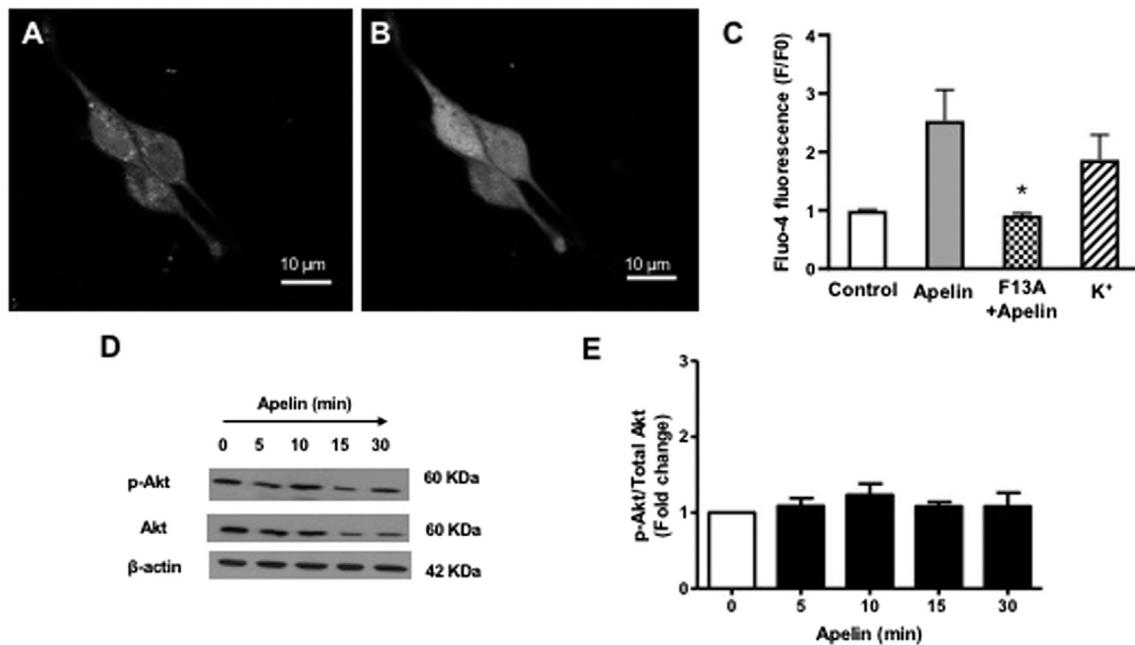 A
10 µm
B
10 µm
C
Fluo-4 fluorescence (F/F0)
4
3
2
1
0
Control
Apelin
F13A
+Apelin
K⁺
*
D
Apelin (min)
0 5 10 15 30
p-Akt 60 KDa
Akt 60 KDa
β-actin 42 KDa
E
p-Akt/Total Akt
(Fold change)
3
2
1
0
0 5 10 15 30
Apelin (min)